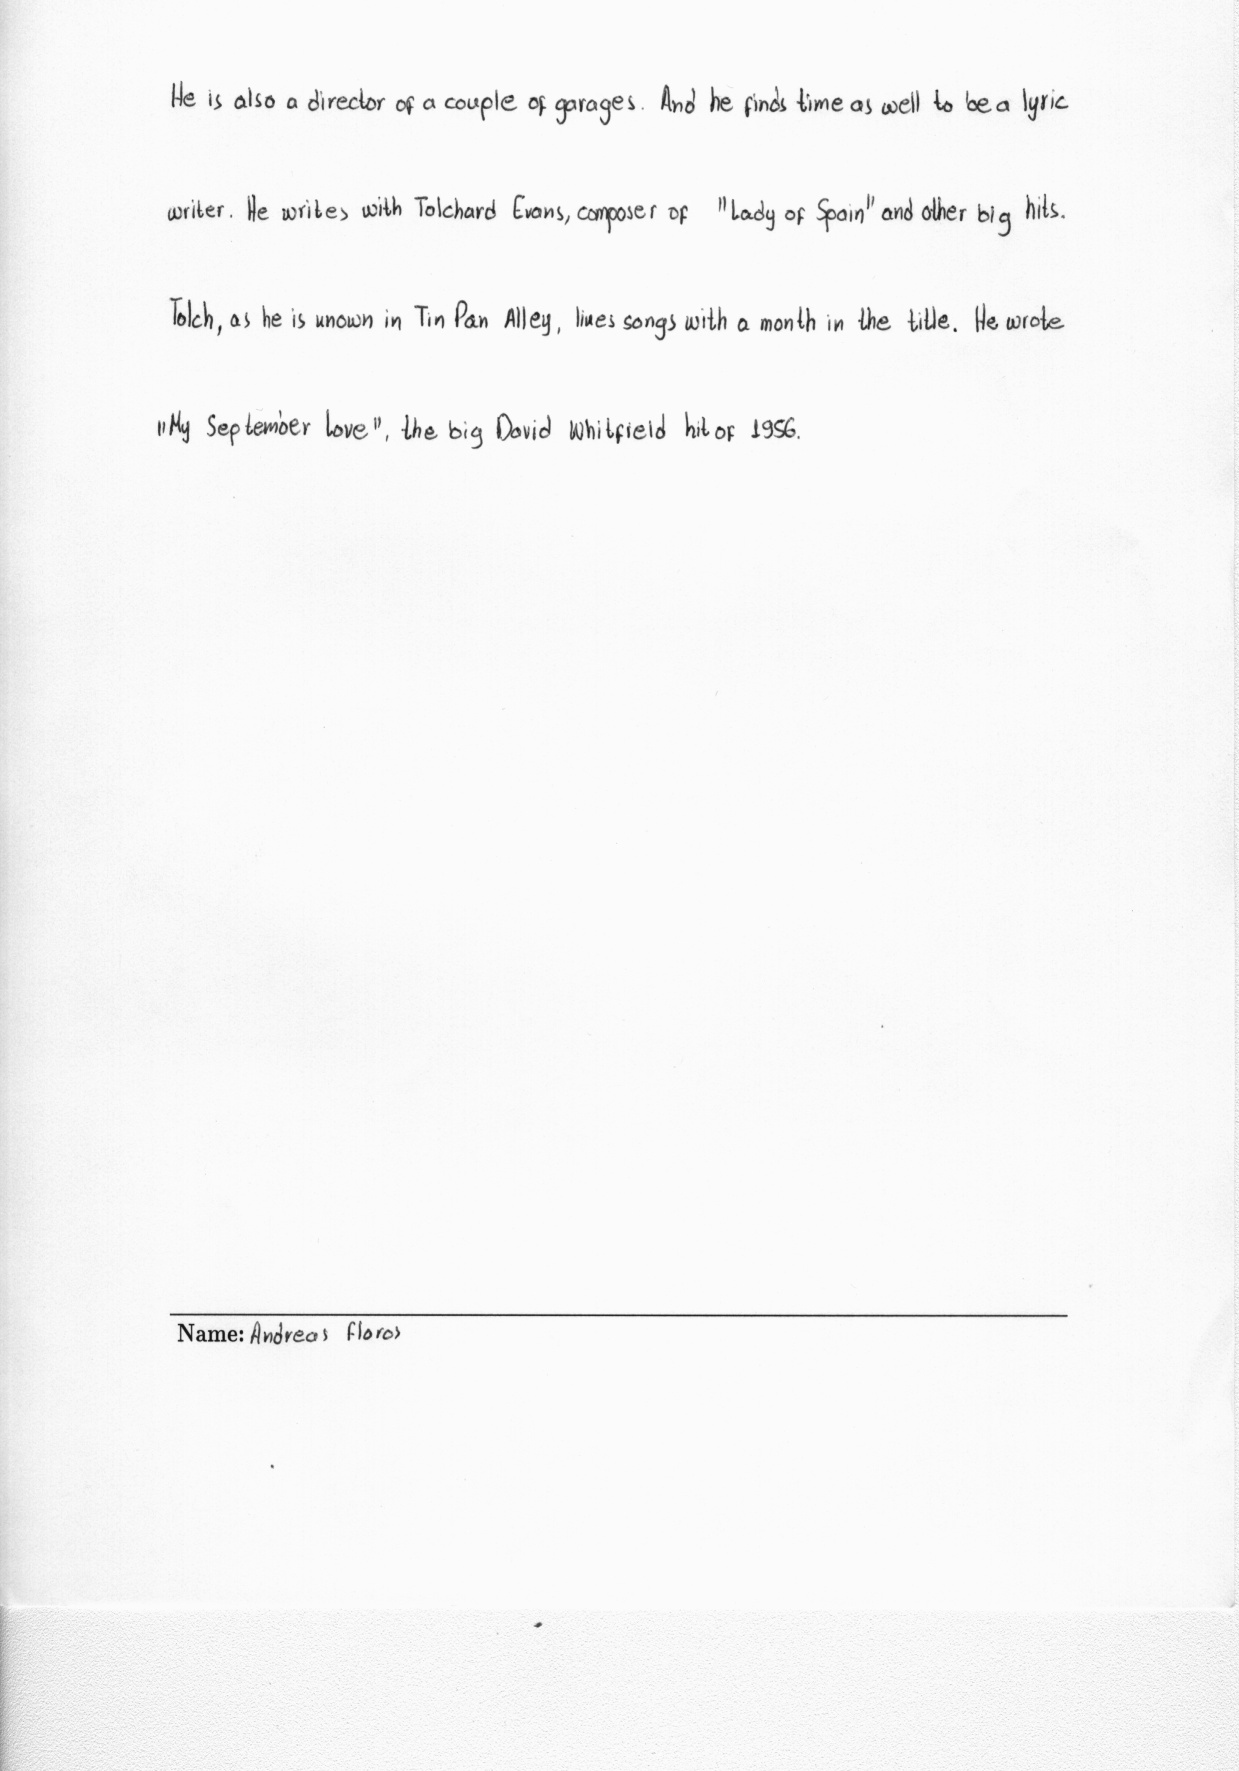 He is also a director of a couple of garages. And he finds time as well to be a lyric
writer. He writes with Tolchard Evans, composer of "Lady of Spain" and other big hits.
Tolch, as he is known in Tin Pan Alley, likes songs with a month in the title. He wrote
"My September Love", the big David Whitfield hit of 1956.
Name: Andreas Floros